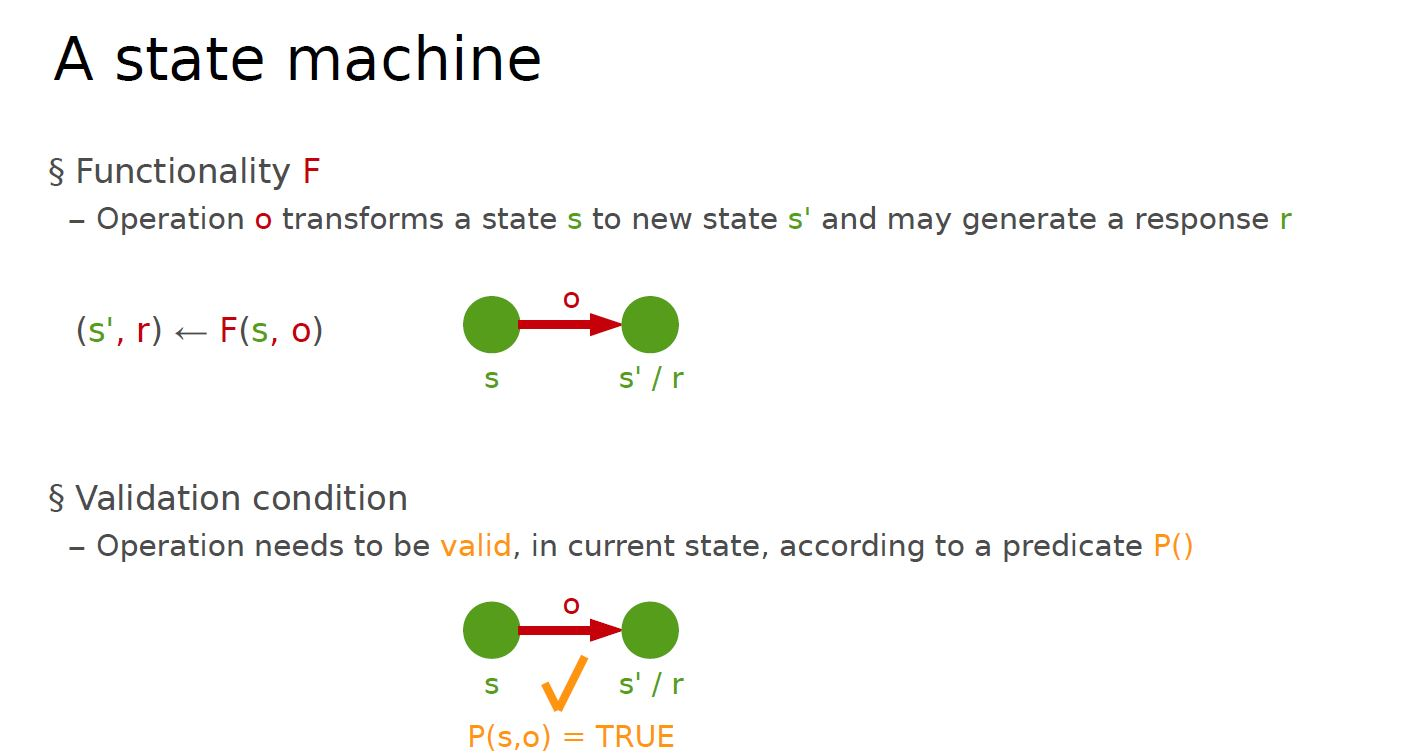 A state machine
§ Functionality F
– Operation o transforms a state s to new state s' and may generate a response r
o
(s', r) ← F(s, o)
s
s' / r
§ Validation condition
– Operation needs to be valid, in current state, according to a predicate P()
o
s
s' / r
P(s,o) = TRUE